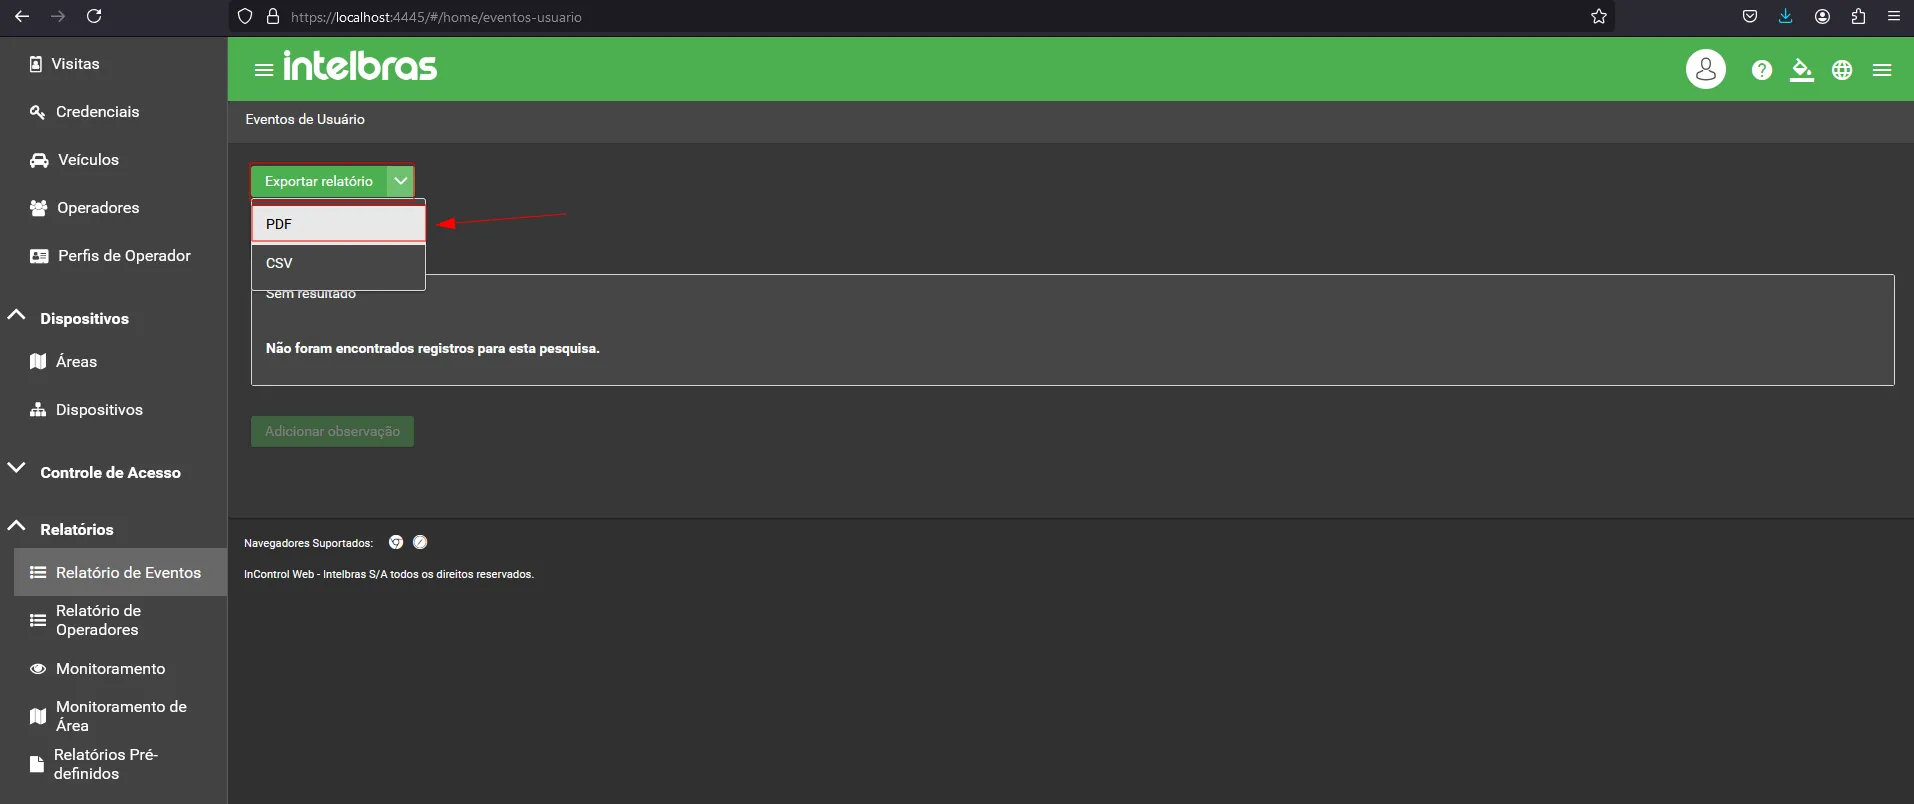 https://localhost:4445/#/home/eventos-usuario
Visitas
Credenciais
Veículos
Operadores
Perfis de Operador
Dispositivos
Áreas
Dispositivos
Controle de Acesso
Relatórios
Relatório de Eventos
Relatório de
Operadores
Monitoramento
Monitoramento de
Área
Relatórios Pré-
definidos
intelbras
Eventos de Usuário
Exportar relatório
PDF
CSV
Sem resultado
Não foram encontrados registros para esta pesquisa.
Adicionar observação
Navegadores Suportados:
InControl Web - Intelbras S/A todos os direitos reservados.